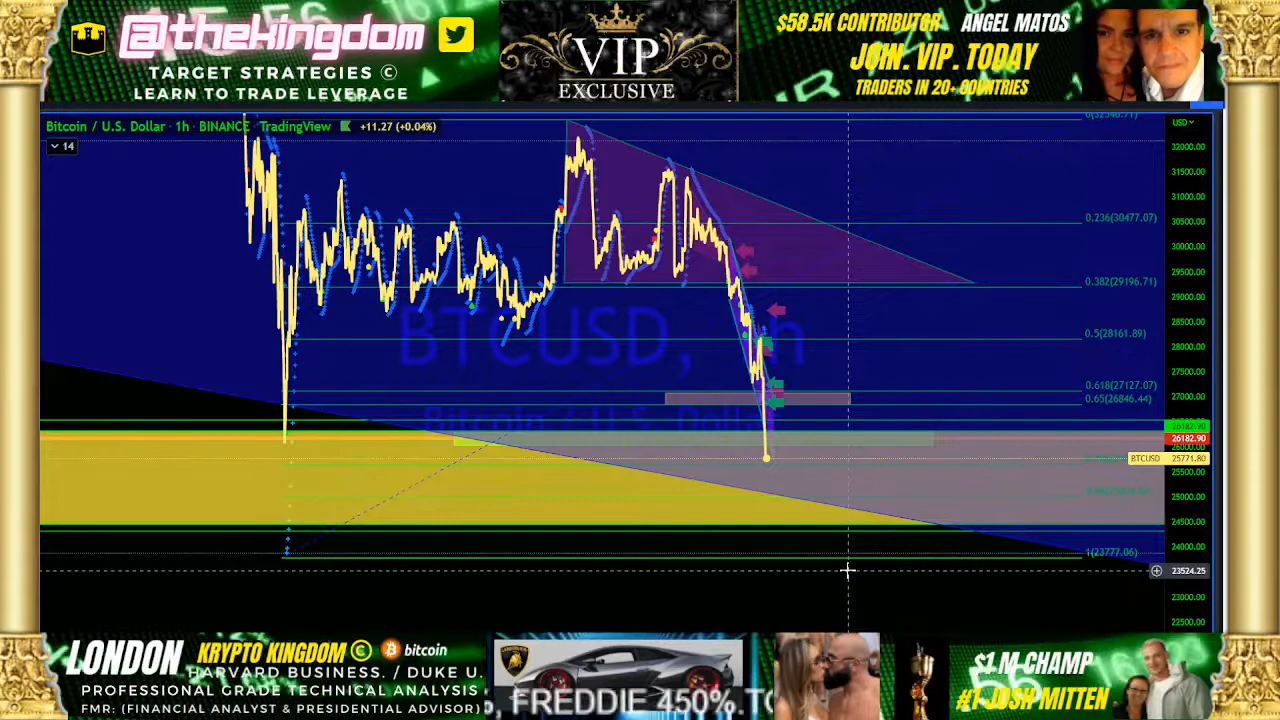 @thekingdom
TARGET STRATEGIES ©
LEARN TO TRADE LEVERAGE
VIP
EXCLUSIVE
$58.5K CONTRIBUTOR ANGEL MATOS
JOIN. VIP. TODAY
TRADERS IN 20+ COUNTRIES
Bitcoin / U.S. Dollar · 1h · BINANCE TradingView +11.27 (+0.04%)
14
USD
32000.00
31500.00
0.236(30477.07)
31000.00
30500.00
30000.00
29500.00
0.382(29196.71)
29000.00
28500.00
0.5(28161.89)
28000.00
27500.00
0.618(27127.07)
27000.00
0.65(26846.44)
BTCUSD, 1h
Bitcoin / U.S. Dollar
26182.90
26182.90
BTCUSD 25771.80
25500.00
25000.00
24500.00
24000.00
1(23777.06)
23524.25
23000.00
22500.00
LONDON KRYPTO KINGDOM © bitcoin
HARVARD BUSINESS. / DUKE U.
PROFESSIONAL GRADE TECHNICAL ANALYSIS
FMR: (FINANCIAL ANALYST & PRESIDENTIAL ADVISOR)
FREDDIE 450%.TO
$1 M CHAMP
#1 JOSH MITTEN